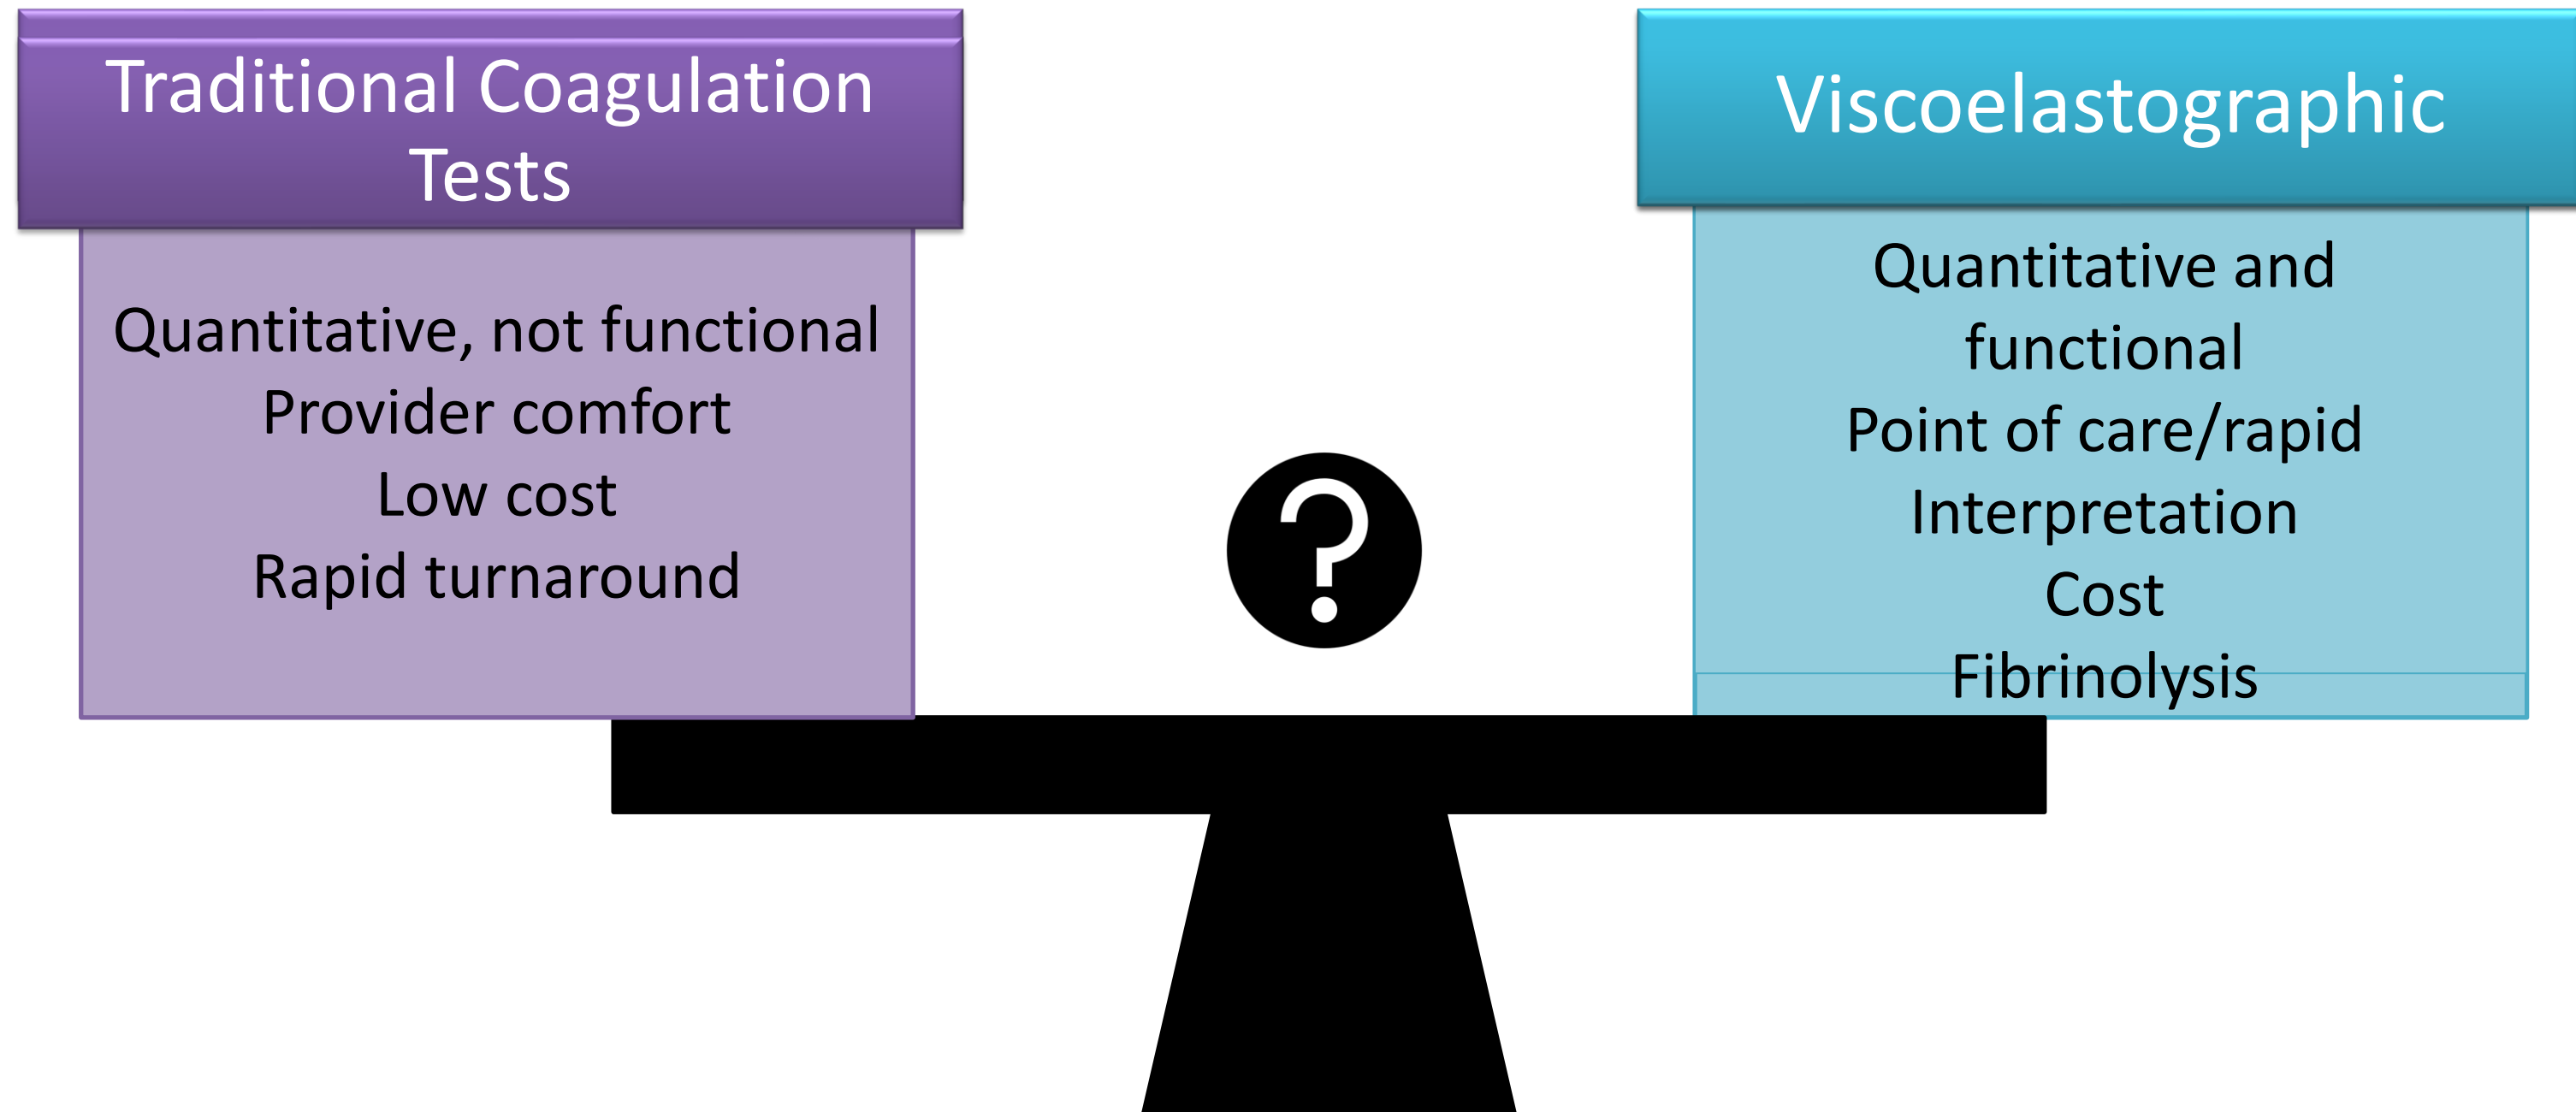 Traditional Coagulation
Tests
Quantitative, not functional
Provider comfort
Low cost
Rapid turnaround
?
Viscoelastographic
Quantitative and
functional
Point of care/rapid
Interpretation
Cost
Fibrinolysis